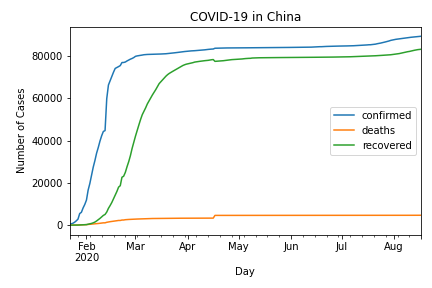 COVID-19 in China
Number of Cases
80000
60000
40000
20000
0
confirmed
deaths
recovered
Feb Mar Apr May Jun Jul Aug
2020
Day